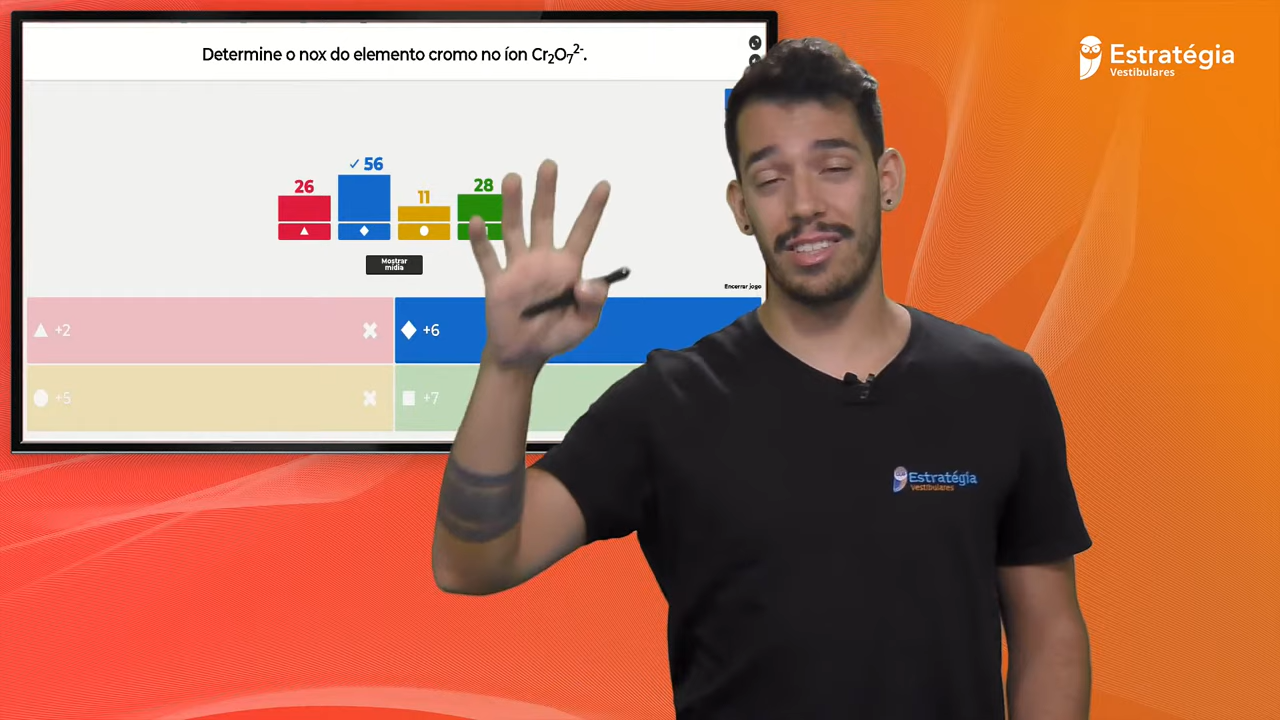 Determine o nox do elemento cromo no íon Cr₂O₇²⁻.
Estratégia
Vestibulares
26
✓ 56
11
28
Mostrar
mídia
Encerrar jogo
+2
+6
+5
+7
Estratégia
Vestibulares